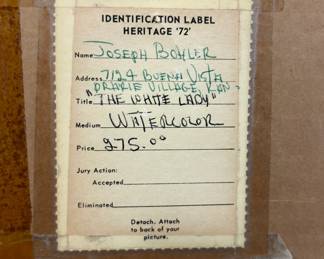 IDENTIFICATION LABEL
HERITAGE '72'
Name JOSEPH BOHLER
Address 7124 BUENA VISTA
PRARIE VILLAGE, KAN.
Title "THE WHITE LADY"
Medium WATERCOLOR
Price 275.00
Jury Action:
Accepted
Eliminated
Detach. Attach
to back of your
picture.